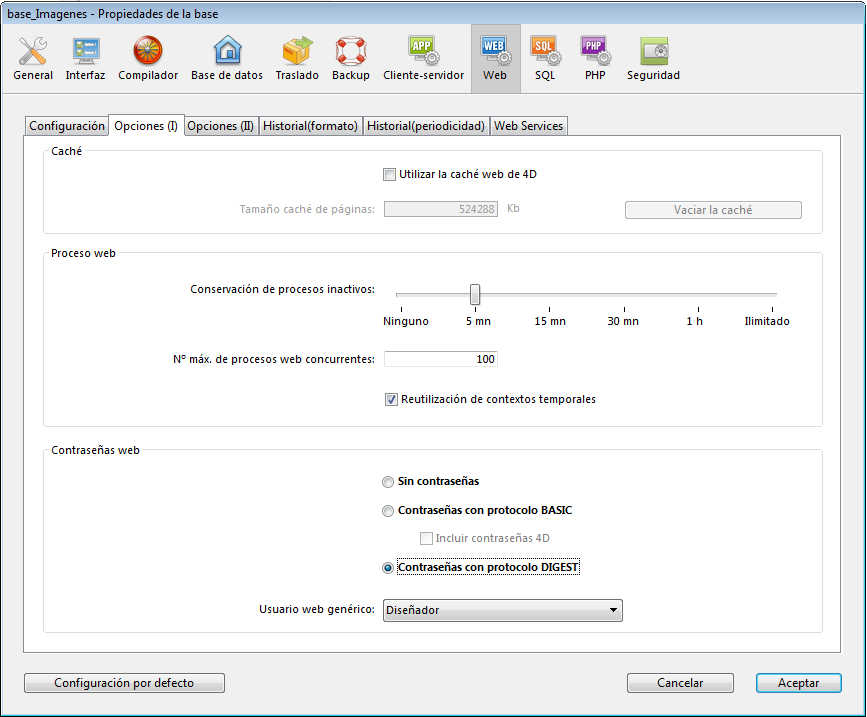 base_Imagenes - Propiedades de la base
APP WEB SQL PHP
General Interfaz Compilador Base de datos Traslado Backup Cliente-servidor Web SQL PHP Seguridad
Configuración Opciones (I) Opciones (II) Historial(formato) Historial(periodicidad) Web Services
Caché
Utilizar la caché web de 4D
Tamaño caché de páginas: 524288 Kb Vaciar la caché
Proceso web
Conservación de procesos inactivos:
Ninguno 5 mn 15 mn 30 mn 1 h Ilimitado
Nº máx. de procesos web concurrentes: 100
Reutilización de contextos temporales
Contraseñas web
Sin contraseñas
Contraseñas con protocolo BASIC
Incluir contraseñas 4D
Contraseñas con protocolo DIGEST
Usuario web genérico: Diseñador
Configuración por defecto Cancelar Aceptar